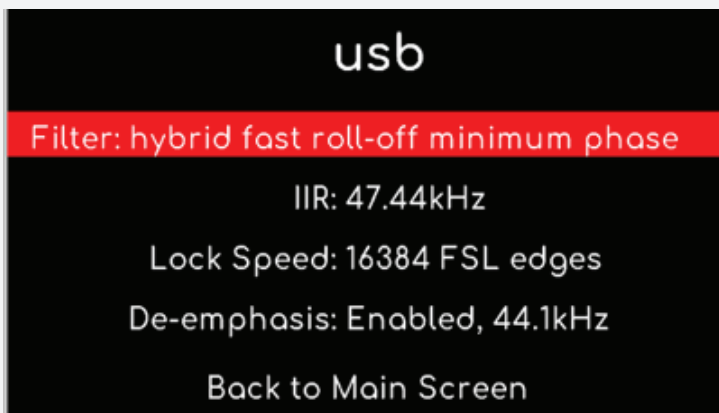 usb
Filter: hybrid fast roll-off minimum phase
IIR: 47.44kHz
Lock Speed: 16384 FSL edges
De-emphasis: Enabled, 44.1kHz
Back to Main Screen